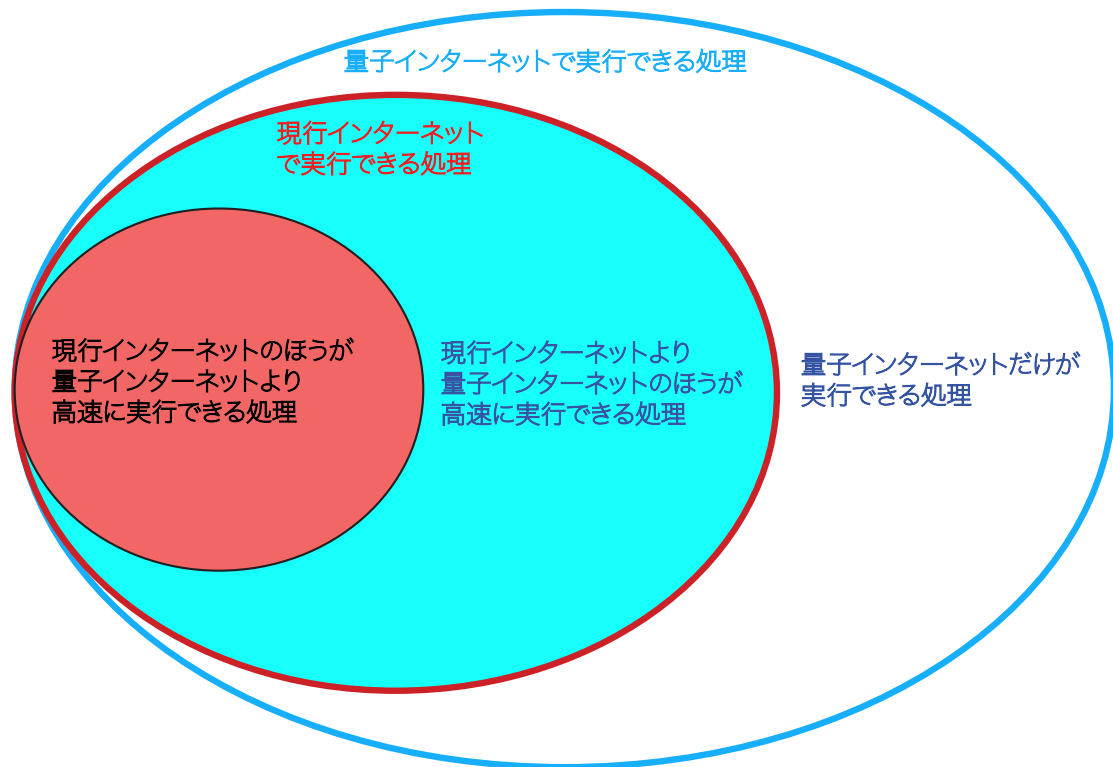 量子インターネットで実行できる処理
現行インターネット
で実行できる処理
現行インターネットのほうが
量子インターネットより
高速に実行できる処理
現行インターネットより
量子インターネットのほうが
高速に実行できる処理
量子インターネットだけが
実行できる処理